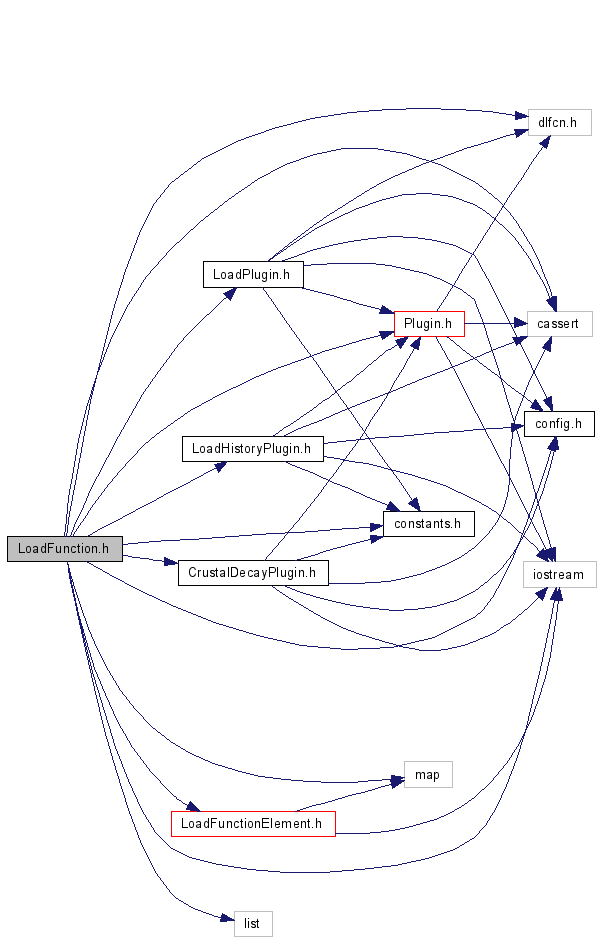 dlfcn.h
LoadPlugin.h
Plugin.h
cassert
config.h
LoadHistoryPlugin.h
constants.h
LoadFunction.h
CrustalDecayPlugin.h
iostream
map
LoadFunctionElement.h
list